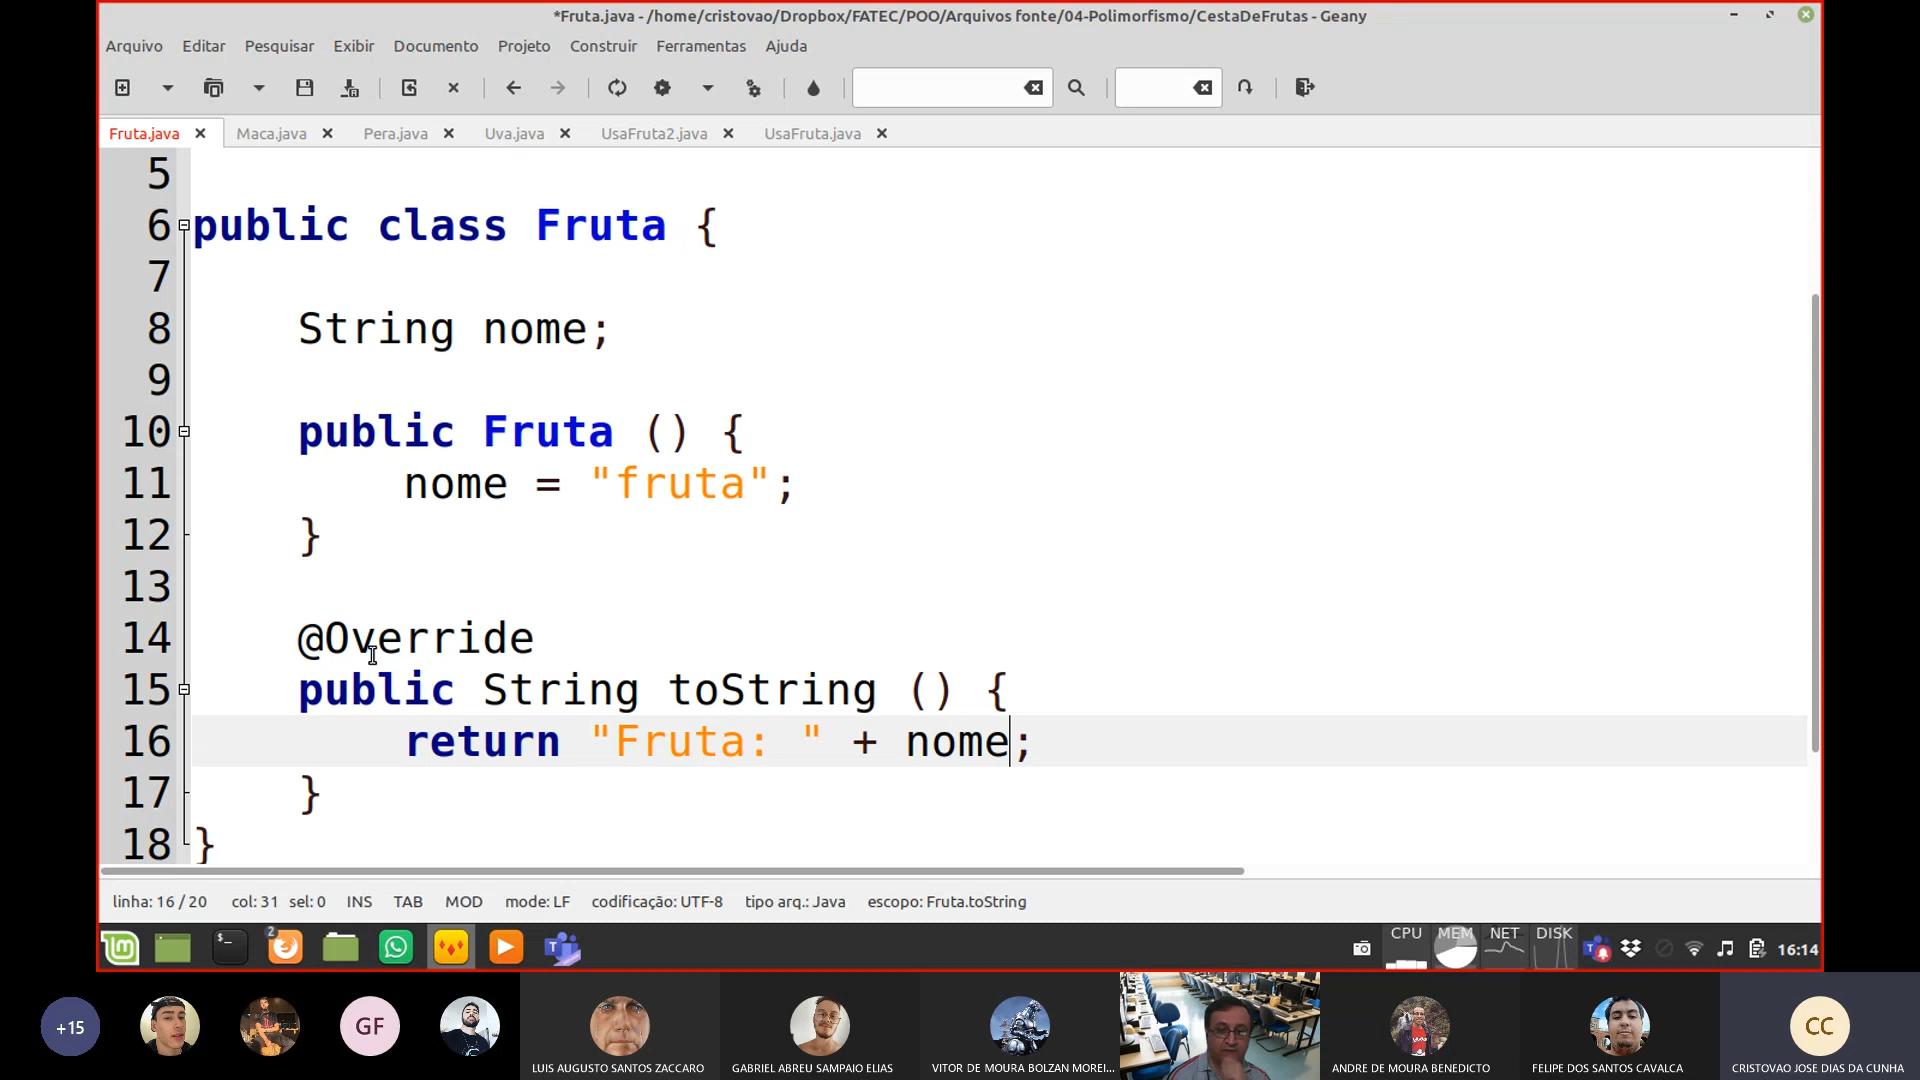 *Fruta.java - /home/cristovao/Dropbox/FATEC/POO/Arquivos fonte/04-Polimorfismo/CestaDeFrutas - Geany
Arquivo Editar Pesquisar Exibir Documento Projeto Construir Ferramentas Ajuda
Fruta.java Maca.java Pera.java Uva.java UsaFruta2.java UsaFruta.java
5
6 public class Fruta {
7
8 String nome;
9
10 public Fruta () {
11 nome = "fruta";
12 }
13
14 @Override
15 public String toString () {
16 return "Fruta: " + nome;
17 }
18 }
linha: 16 / 20 col: 31 sel: 0 INS TAB MOD mode: LF codificação: UTF-8 tipo arq.: Java escopo: Fruta.toString
2 CPU MEM NET DISK 16:14
+15 GF CC
LUIS AUGUSTO SANTOS ZACCARO GABRIEL ABREU SAMPAIO ELIAS VITOR DE MOURA BOLZAN MOREI... ANDRE DE MOURA BENEDICTO FELIPE DOS SANTOS CAVALCA CRISTOVAO JOSE DIAS DA CUNHA